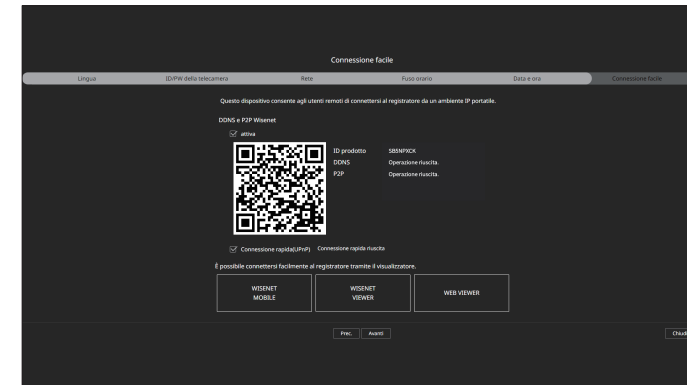 Connessione facile
Lingua ID/PW della telecamera Rete Fuso orario Data e ora Connessione facile
Questo dispositivo consente agli utenti remoti di connettersi al registratore da un ambiente IP portatile.
DDNS e P2P Wisenet
attiva
ID prodotto SB5NPXCK
DDNS Operazione riuscita.
P2P Operazione riuscita.
Connessione rapida(UPnP) Connessione rapida riuscita
È possibile connettersi facilmente al registratore tramite il visualizzatore.
WISENET
MOBILE
WISENET
VIEWER
WEB VIEWER
Prec. Avanti Chiudi